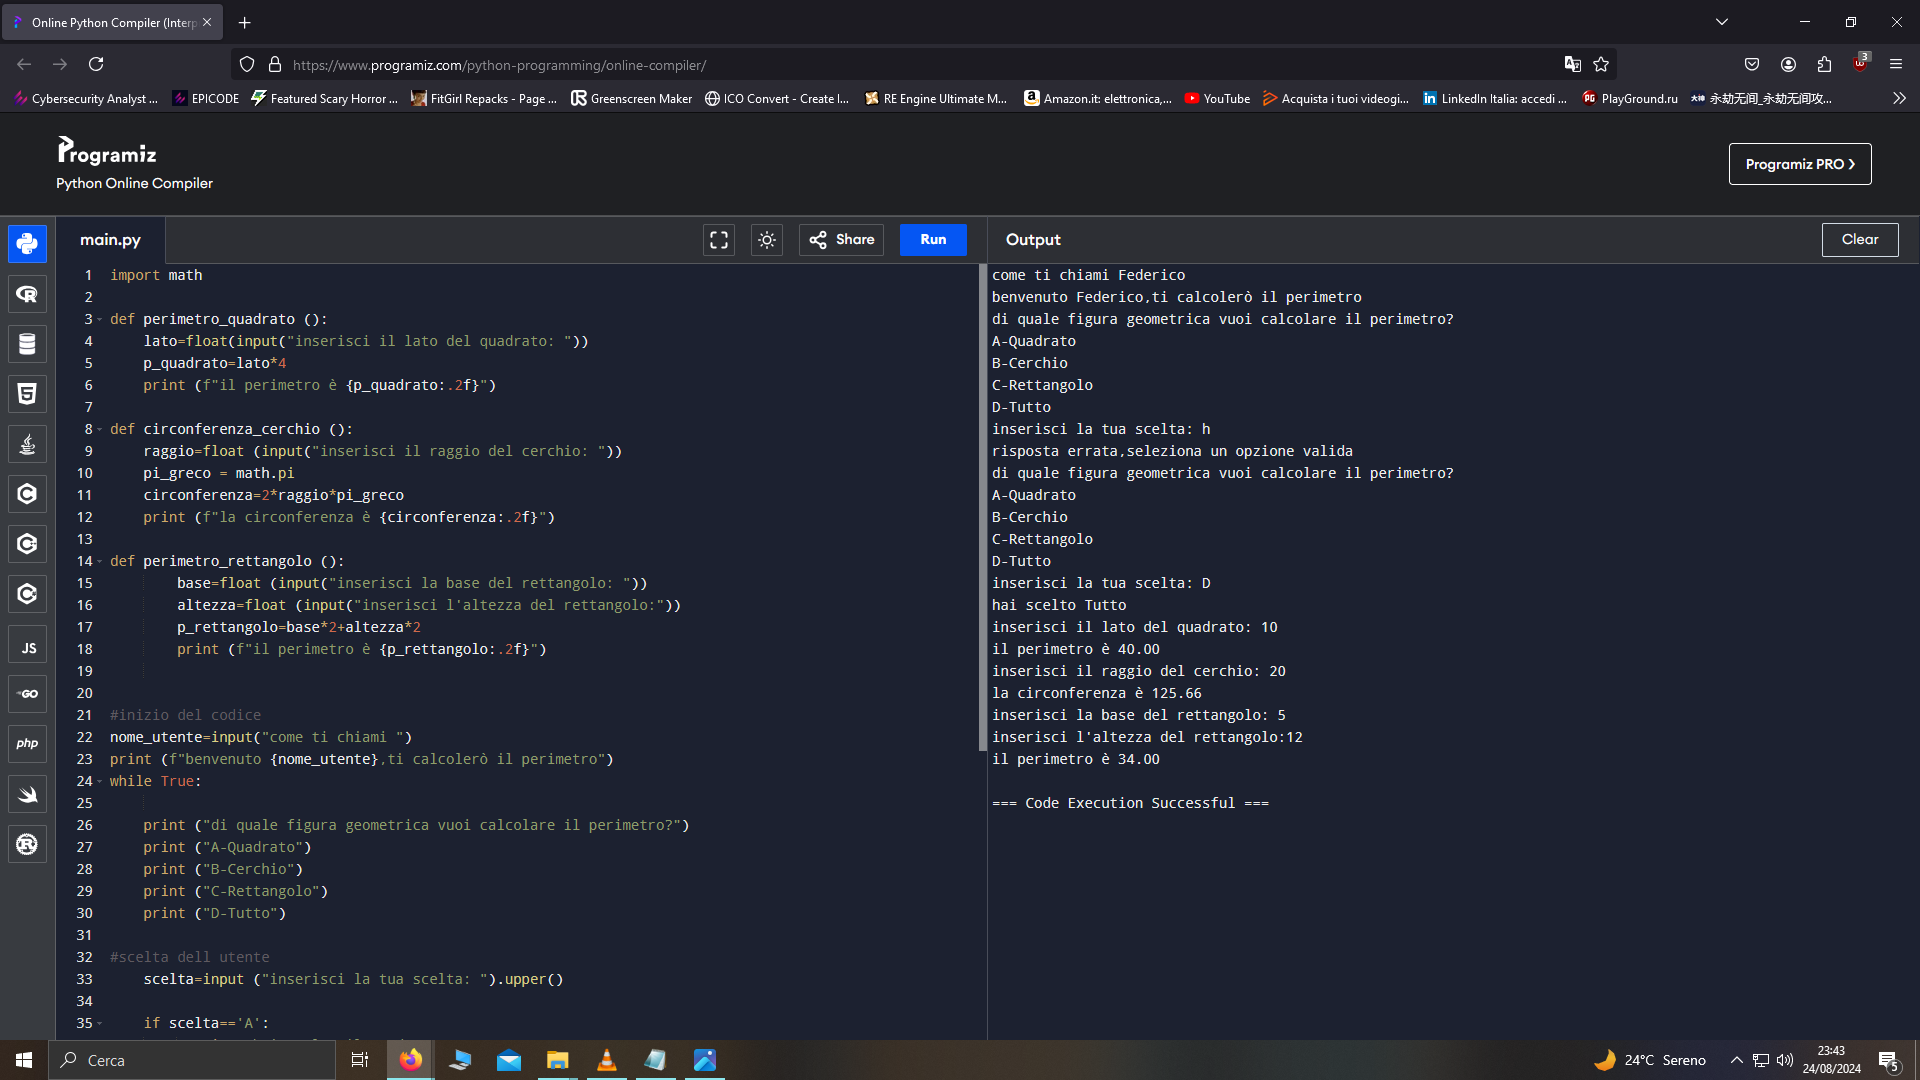 Online Python Compiler (Interp
https://www.programiz.com/python-programming/online-compiler/
3
Cybersecurity Analyst ...
EPICODE
Featured Scary Horror ...
FitGirl Repacks - Page ...
Greenscreen Maker
ICO Convert - Create I...
RE Engine Ultimate M...
Amazon.it: elettronica,...
YouTube
Acquista i tuoi videogi...
LinkedIn Italia: accedi ...
PlayGround.ru
永劫无间_永劫无间攻...
Programiz
Python Online Compiler
Programiz PRO
main.py
Share
Run
Output
Clear
JS
GO
php
1 import math
2
3 def perimetro_quadrato ():
4 lato=float(input("inserisci il lato del quadrato: "))
5 p_quadrato=lato*4
6 print (f"il perimetro è {p_quadrato:.2f}")
7
8 def circonferenza_cerchio ():
9 raggio=float (input("inserisci il raggio del cerchio: "))
10 pi_greco = math.pi
11 circonferenza=2*raggio*pi_greco
12 print (f"la circonferenza è {circonferenza:.2f}")
13
14 def perimetro_rettangolo ():
15 base=float (input("inserisci la base del rettangolo: "))
16 altezza=float (input("inserisci l'altezza del rettangolo:"))
17 p_rettangolo=base*2+altezza*2
18 print (f"il perimetro è {p_rettangolo:.2f}")
19
20
21 #inizio del codice
22 nome_utente=input("come ti chiami ")
23 print (f"benvenuto {nome_utente},ti calcolerò il perimetro")
24 while True:
25
26 print ("di quale figura geometrica vuoi calcolare il perimetro?")
27 print ("A-Quadrato")
28 print ("B-Cerchio")
29 print ("C-Rettangolo")
30 print ("D-Tutto")
31
32 #scelta dell utente
33 scelta=input ("inserisci la tua scelta: ").upper()
34
35 if scelta=='A':
come ti chiami Federico
benvenuto Federico,ti calcolerò il perimetro
di quale figura geometrica vuoi calcolare il perimetro?
A-Quadrato
B-Cerchio
C-Rettangolo
D-Tutto
inserisci la tua scelta: h
risposta errata,seleziona un opzione valida
di quale figura geometrica vuoi calcolare il perimetro?
A-Quadrato
B-Cerchio
C-Rettangolo
D-Tutto
inserisci la tua scelta: D
hai scelto Tutto
inserisci il lato del quadrato: 10
il perimetro è 40.00
inserisci il raggio del cerchio: 20
la circonferenza è 125.66
inserisci la base del rettangolo: 5
inserisci l'altezza del rettangolo:12
il perimetro è 34.00
=== Code Execution Successful ===
Cerca
24°C Sereno
23:43
24/08/2024
5